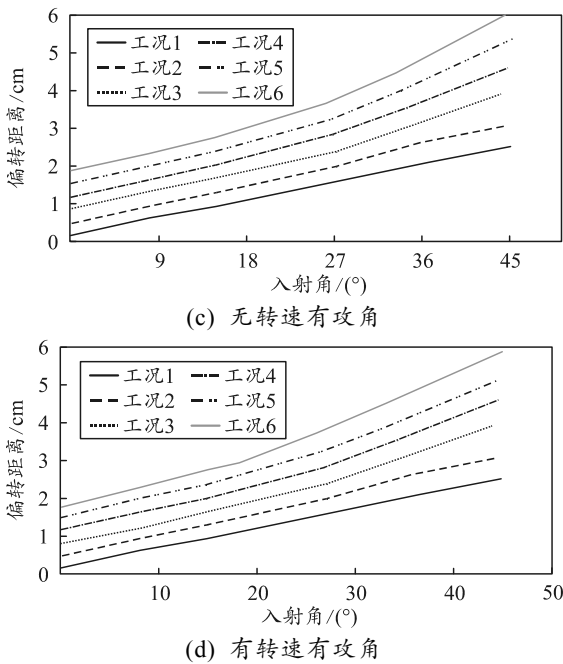 6
5
4
3
2
1
0
偏转距离/cm
工况1
工况2
工况3
工况4
工况5
工况6
9 18 27 36 45
入射角/(°)
(c) 无转速有攻角
6
5
4
3
2
1
0
偏转距离/cm
工况1
工况2
工况3
工况4
工况5
工况6
10 20 30 40 50
入射角/(°)
(d) 有转速有攻角